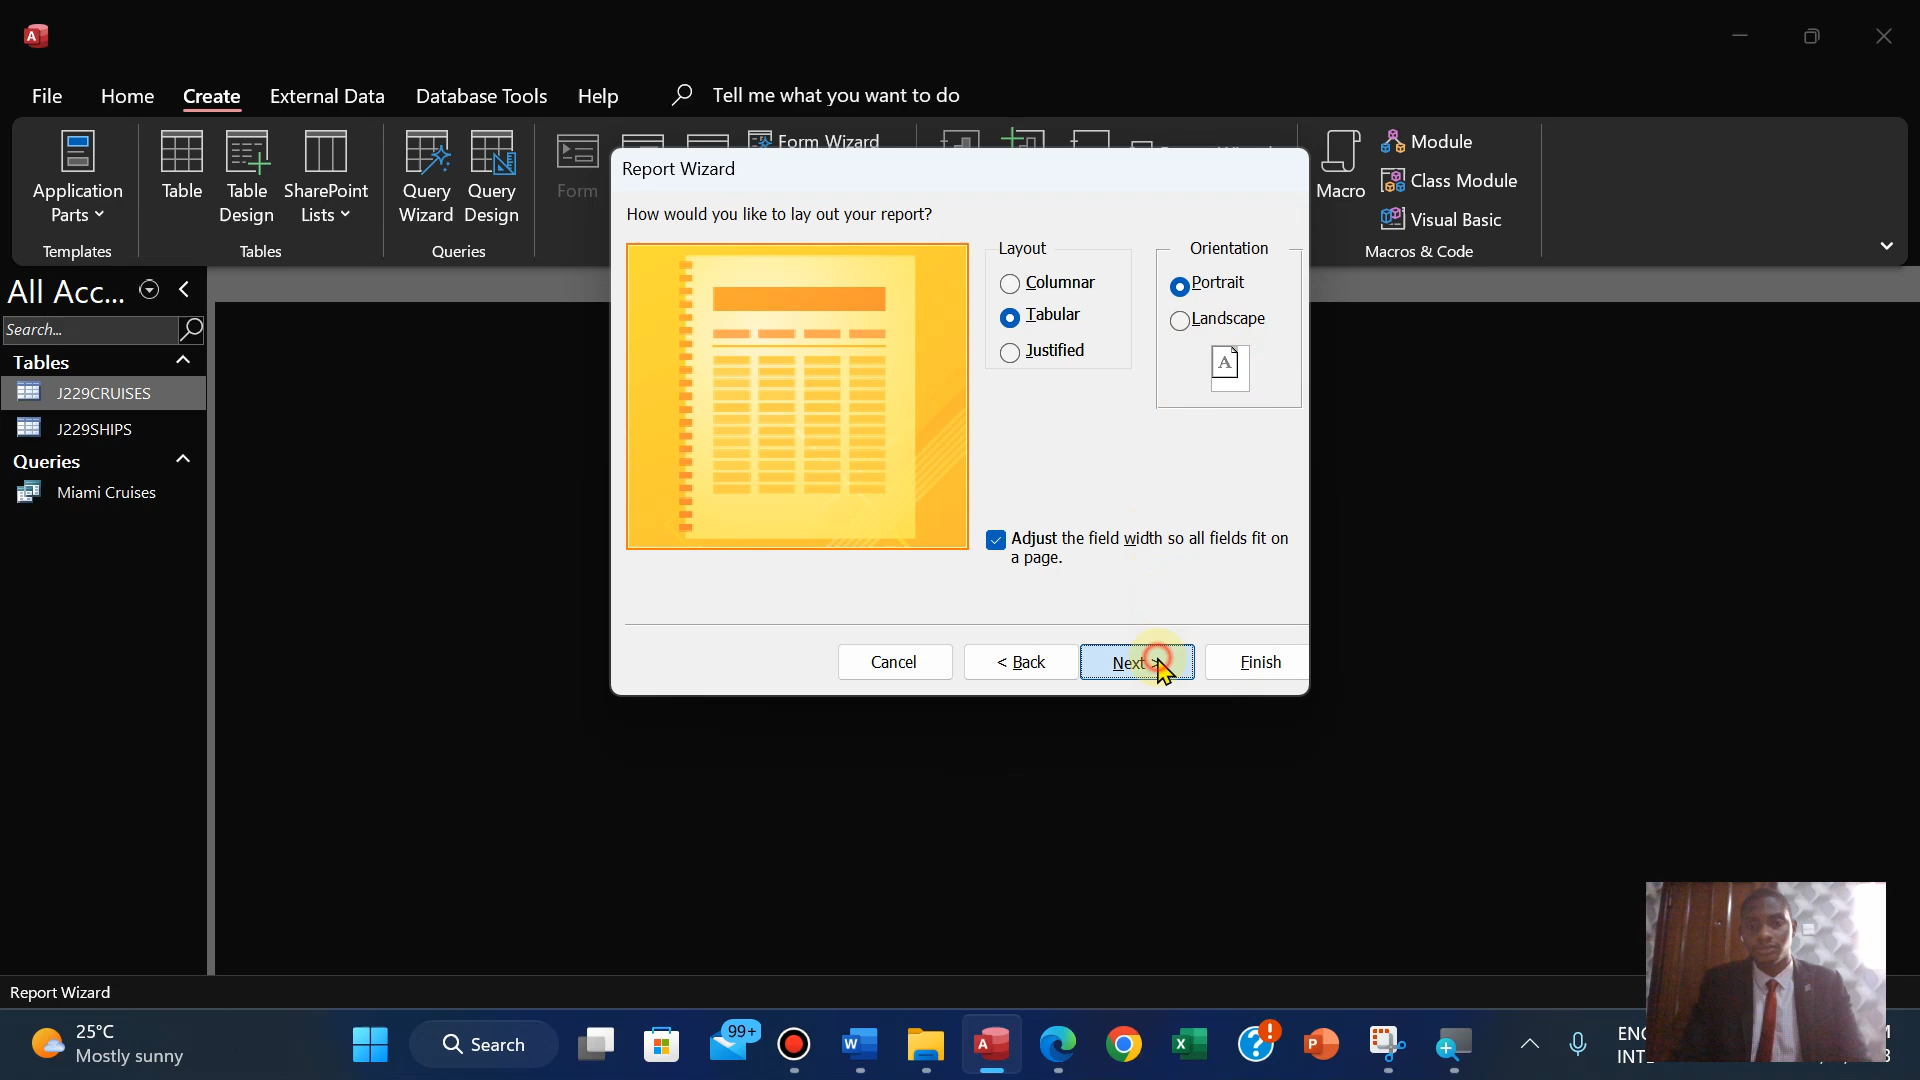 File
Home
Create
External Data
Database Tools
Help
Tell me what you want to do
Application
Parts
Table
Table
Design
SharePoint
Lists
Query
Wizard
Query
Design
Form
Form Wizard
Macro
Module
Class Module
Visual Basic
Templates
Tables
Queries
Macros & Code
All Acc...
Search...
Tables
J229CRUISES
J229SHIPS
Queries
Miami Cruises
Report Wizard
How would you like to lay out your report?
Layout
Columnar
Tabular
Justified
Orientation
Portrait
Landscape
A
Adjust the field width so all fields fit on
a page.
Cancel
< Back
Next >
Finish
Report Wizard
25°C
Mostly sunny
Search
99+
ENG
INT